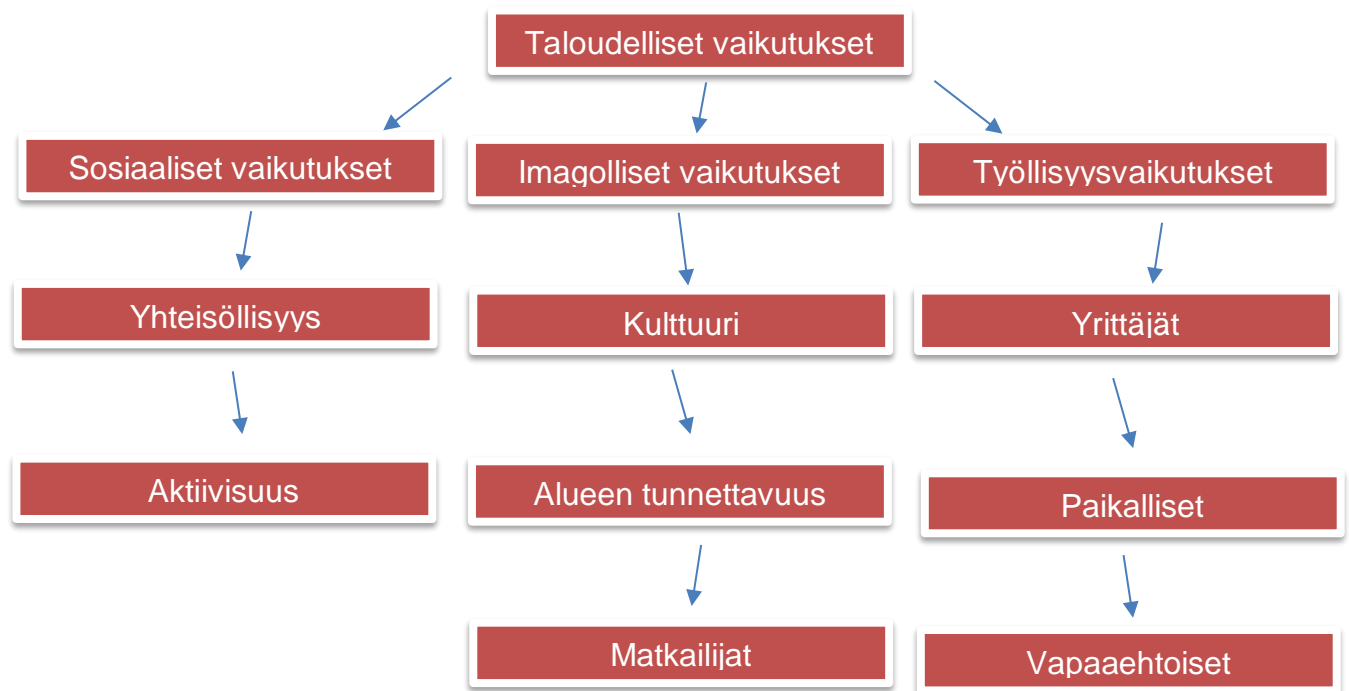 Taloudelliset vaikutukset
Sosiaaliset vaikutukset
Imagolliset vaikutukset
Työllisyysvaikutukset
Yhteisöllisyys
Kulttuuri
Yrittäjät
Aktiivisuus
Alueen tunnettavuus
Paikalliset
Matkailijat
Vapaaehtoiset